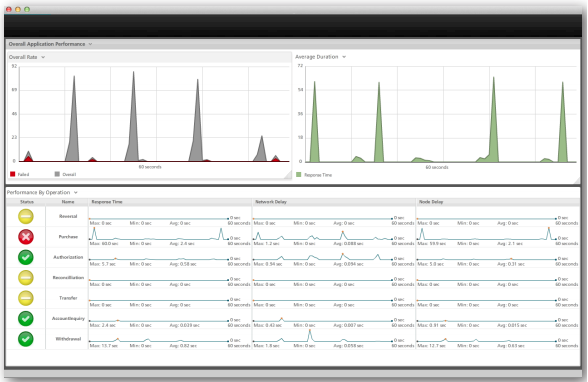 Overall Application Performance
Overall Rate
92
69
46
23
0
60 seconds
Failed
Overall
Average Duration
73
54
36
18
0
60 seconds
Reponse Time
Performance By Operation
Status Name Response Time Network Delay Node Delay
Reversal
0 sec 0 sec 0 sec
Max: 0 sec Min: 0 sec Avg: 0 sec 60 seconds Max: 0 sec Min: 0 sec Avg: 0 sec 60 seconds Max: 0 sec Min: 0 sec Avg: 0 sec 60 seconds
Purchase
0 sec 0 sec 0 sec
Max: 60.0 sec Min: 0 sec Avg: 2.4 sec 60 seconds Max: 1.2 sec Min: 0 sec Avg: 0.088 sec 60 seconds Max: 59.9 sec Min: 0 sec Avg: 2.1 sec 60 seconds
Authorization
0 sec 0 sec 0 sec
Max: 5.7 sec Min: 0 sec Avg: 0.58 sec 60 seconds Max: 0.94 sec Min: 0 sec Avg: 0.094 sec 60 seconds Max: 5.0 sec Min: 0 sec Avg: 0.31 sec 60 seconds
Reconciliation
0 sec 0 sec 0 sec
Max: 0 sec Min: 0 sec Avg: 0 sec 60 seconds Max: 0 sec Min: 0 sec Avg: 0 sec 60 seconds Max: 0 sec Min: 0 sec Avg: 0 sec 60 seconds
Transfer
0 sec 0 sec 0 sec
Max: 0 sec Min: 0 sec Avg: 0 sec 60 seconds Max: 0 sec Min: 0 sec Avg: 0 sec 60 seconds Max: 0 sec Min: 0 sec Avg: 0 sec 60 seconds
AccountInquiry
0 sec 0 sec 0 sec
Max: 2.4 sec Min: 0 sec Avg: 0.039 sec 60 seconds Max: 0.42 sec Min: 0 sec Avg: 0.007 sec 60 seconds Max: 0.91 sec Min: 0 sec Avg: 0.015 sec 60 seconds
Withdrawal
0 sec 0 sec 0 sec
Max: 13.7 sec Min: 0 sec Avg: 0.82 sec 60 seconds Max: 1.8 sec Min: 0 sec Avg: 0.058 sec 60 seconds Max: 12.7 sec Min: 0 sec Avg: 0.63 sec 60 seconds